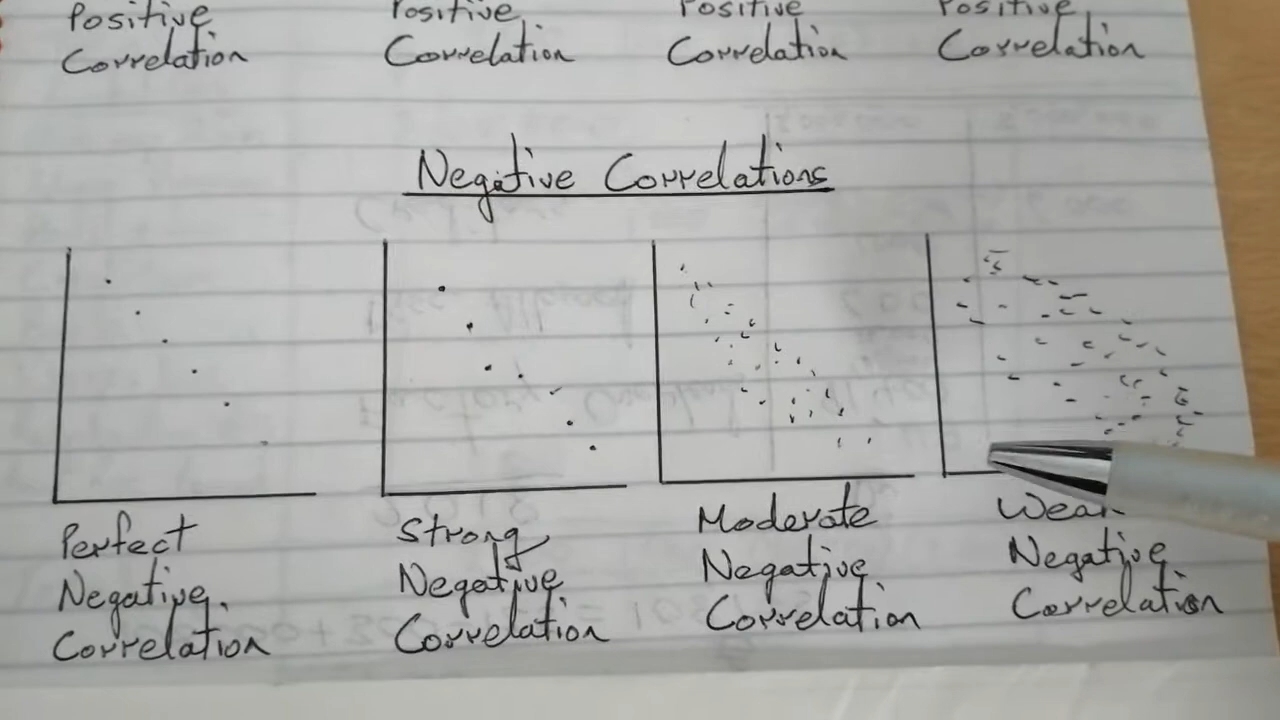 Positive Positive Positive Positive
Correlation Correlation Correlation Correlation
Negative Correlations
Perfect
Negative
Correlation
Strong
Negative
Correlation
Moderate
Negative
Correlation
Negative
Correlation